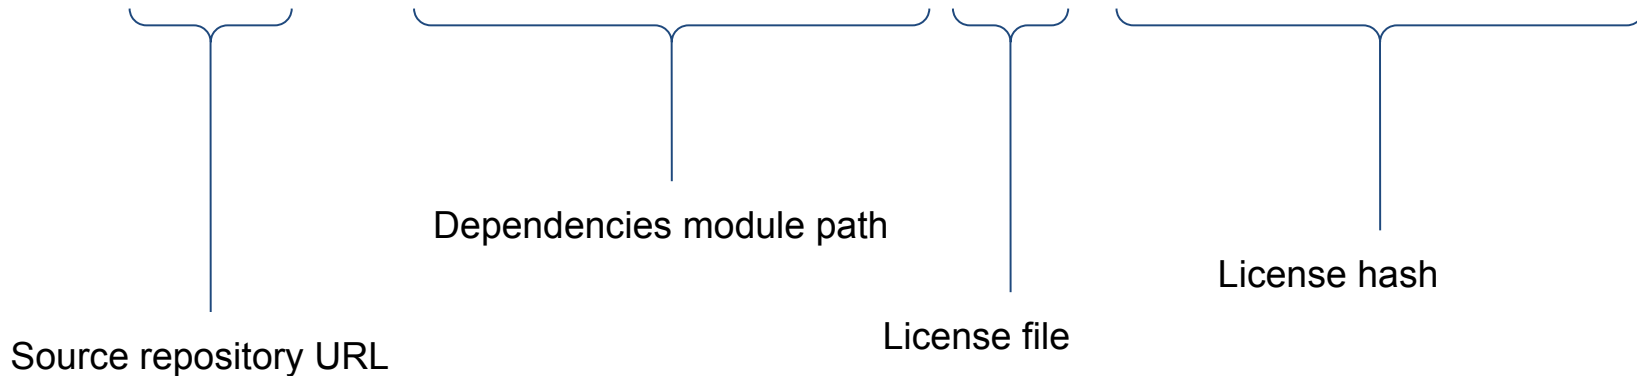 Dependencies module path
License hash
License file
Source repository URL